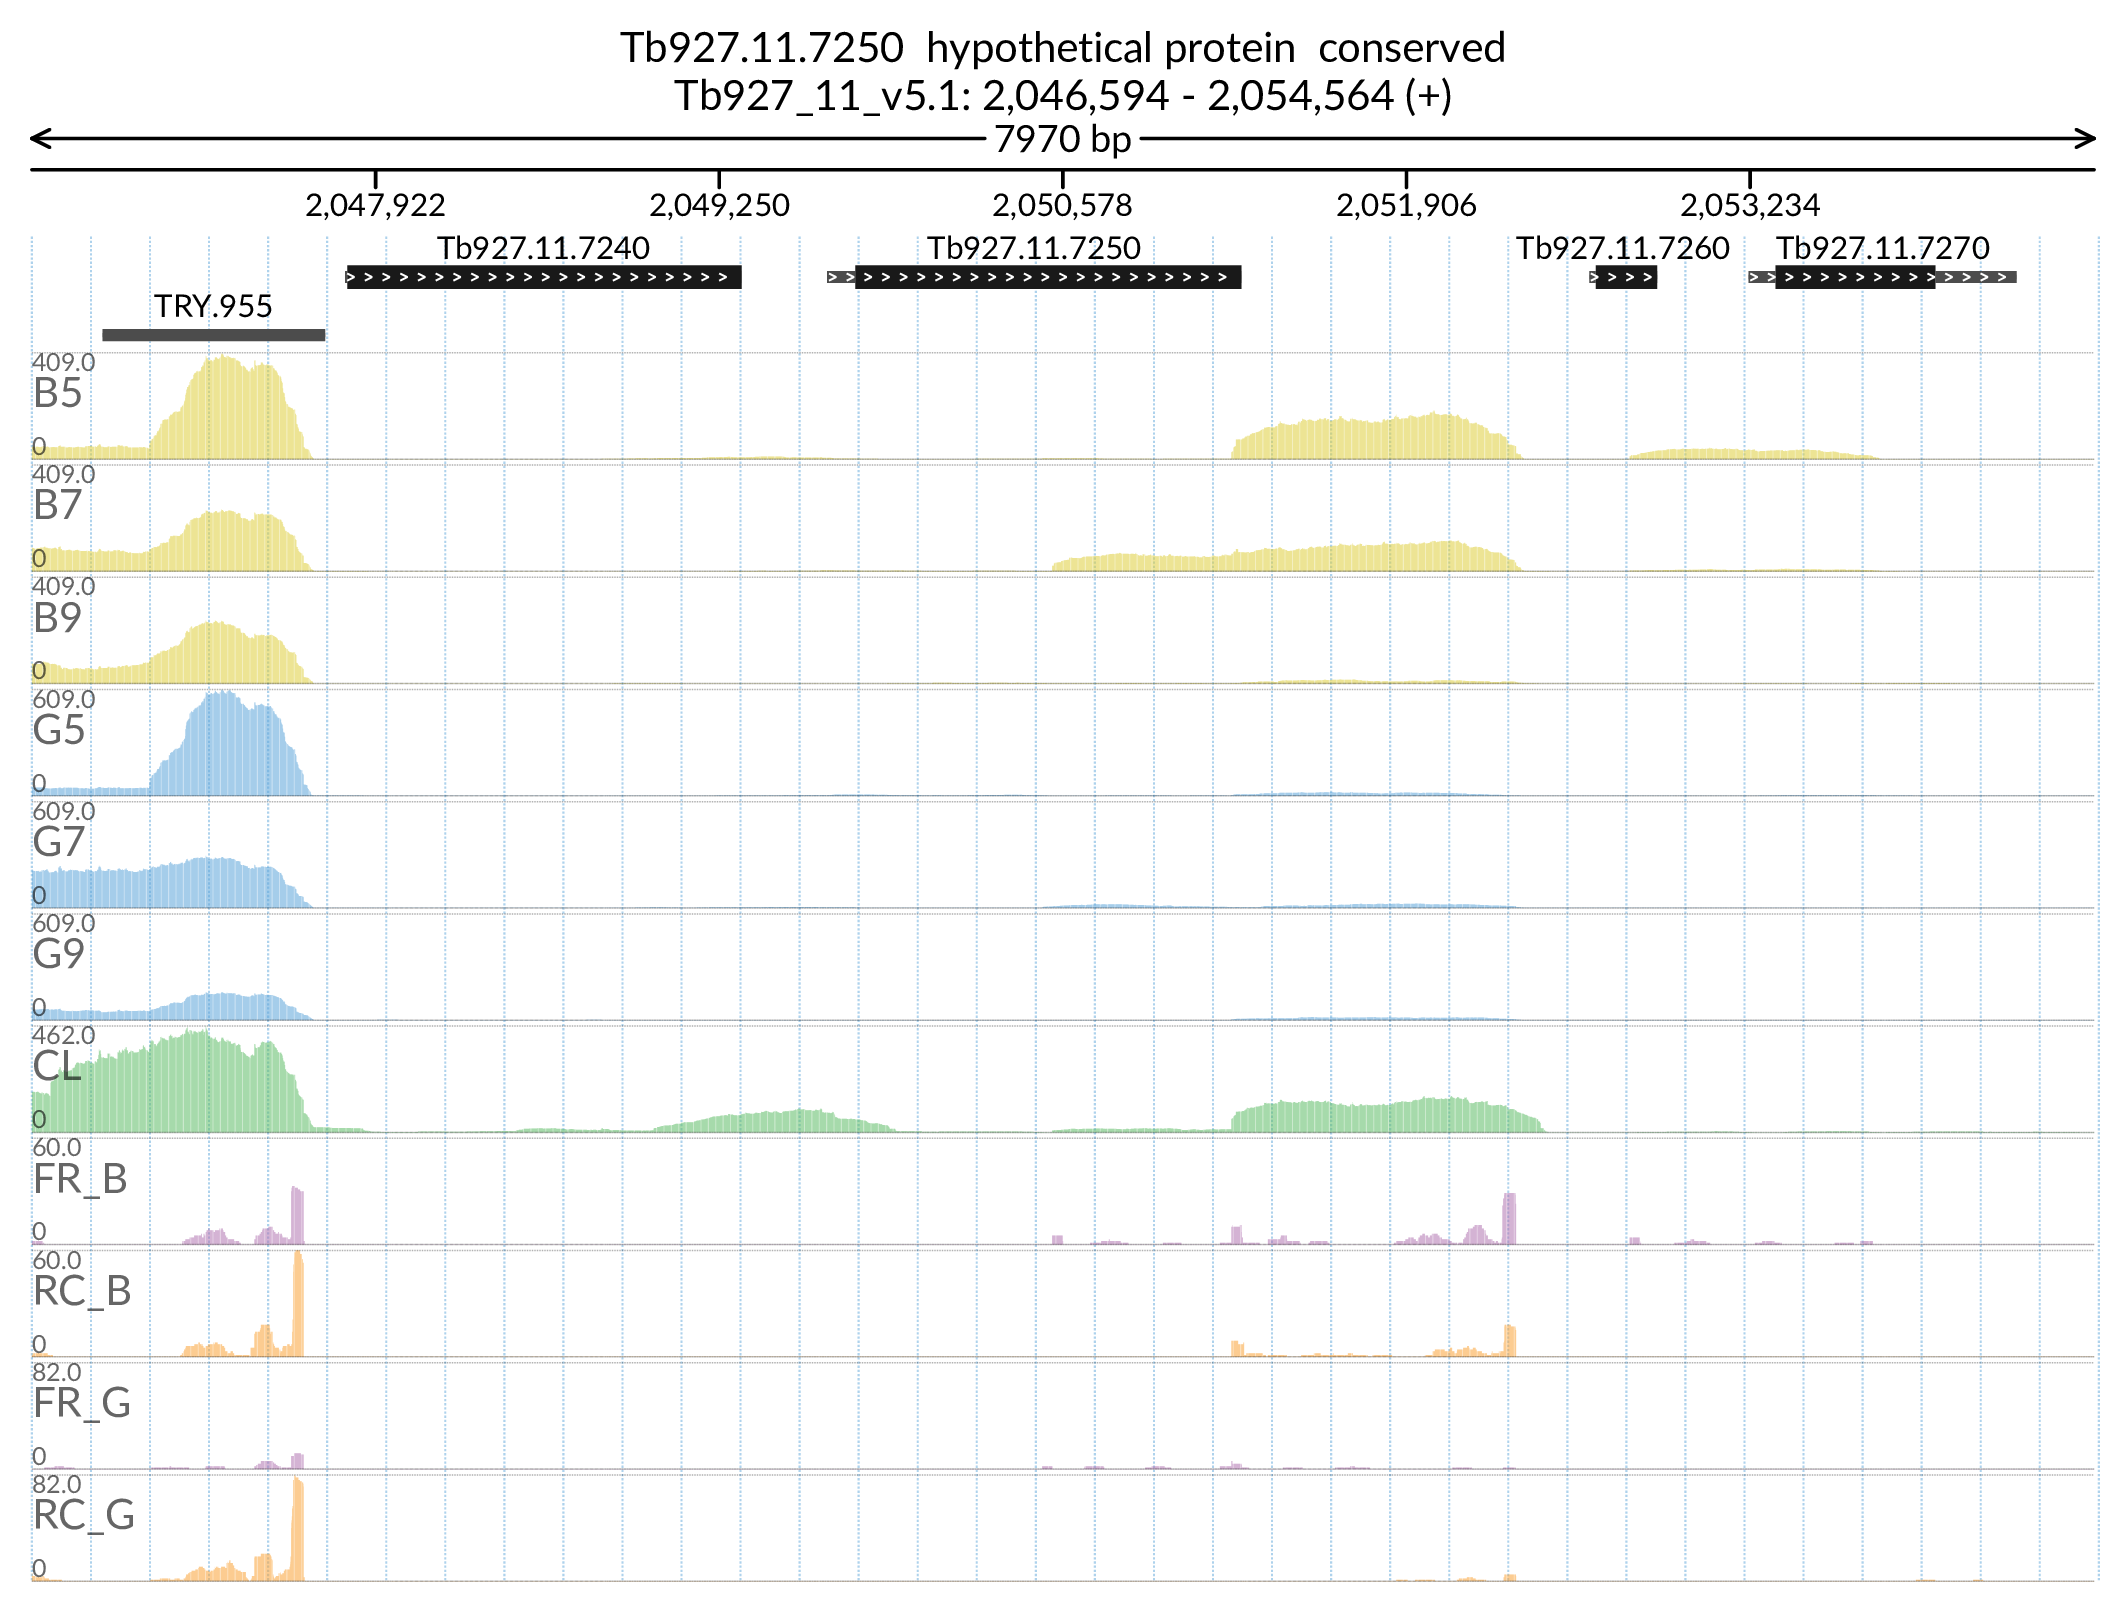 Tb927.11.7250  hypothetical protein  conserved
Tb927_11_v5.1: 2,046,594 - 2,054,564 (+)
7970 bp
2,047,922 2,049,250 2,050,578 2,051,906 2,053,234
Tb927.11.7240 Tb927.11.7250 Tb927.11.7260 Tb927.11.7270
TRY.955
409.0
B5
0
409.0
B7
0
409.0
B9
0
609.0
G5
0
609.0
G7
0
609.0
G9
0
462.0
CL
0
60.0
FR_B
0
60.0
RC_B
0
82.0
FR_G
0
82.0
RC_G
0